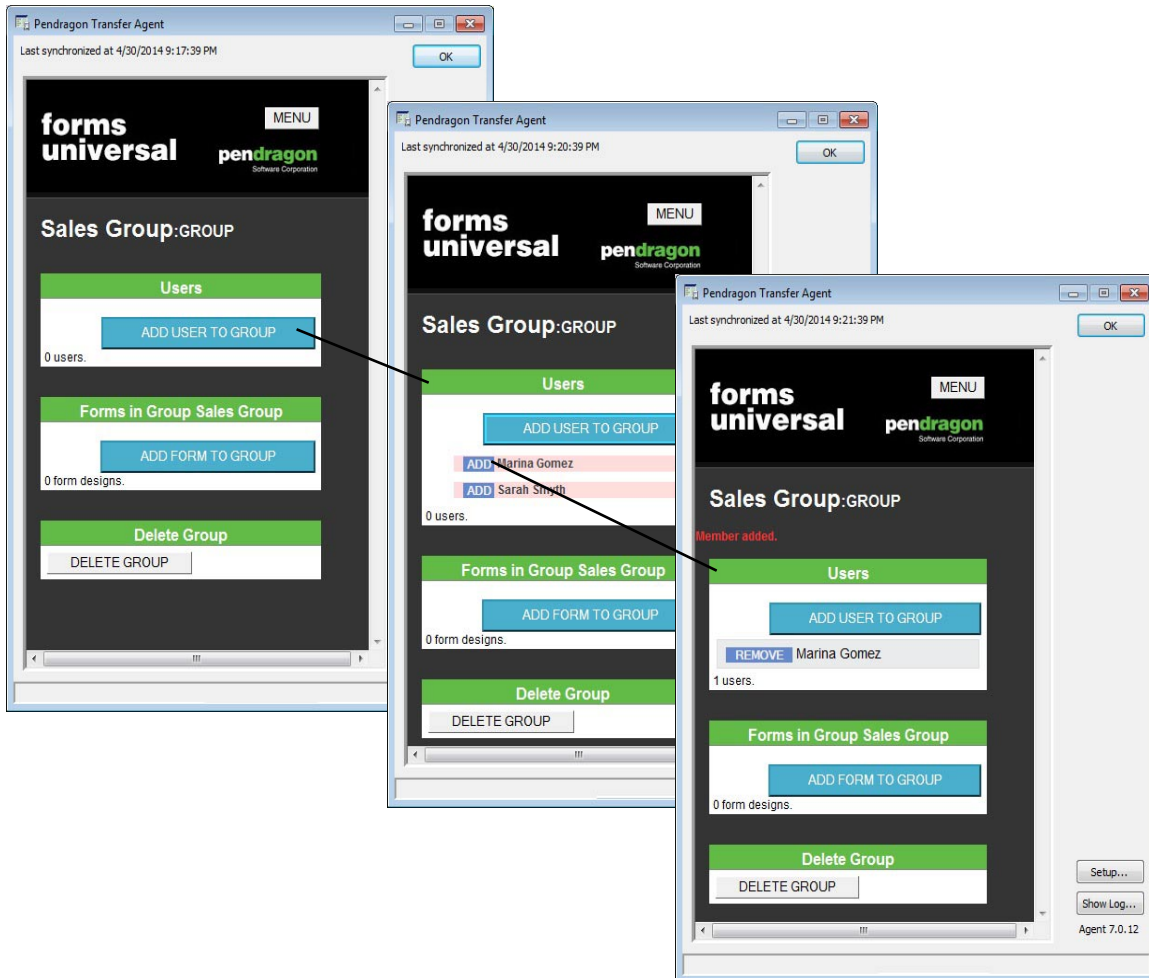 Pendragon Transfer Agent
Last synchronized at 4/30/2014 9:17:39 PM
OK
forms
universal
MENU
pendragon
Software Corporation
Sales Group:GROUP
Users
ADD USER TO GROUP
0 users.
Forms in Group Sales Group
ADD FORM TO GROUP
0 form designs.
Delete Group
DELETE GROUP
Pendragon Transfer Agent
Last synchronized at 4/30/2014 9:20:39 PM
OK
forms
universal
MENU
pendragon
Software Corporation
Sales Group:GROUP
Users
ADD USER TO GROUP
ADD Marina Gomez
ADD Sarah Smyth
0 users.
Forms in Group Sales Group
ADD FORM TO GROUP
0 form designs.
Delete Group
DELETE GROUP
Pendragon Transfer Agent
Last synchronized at 4/30/2014 9:21:39 PM
OK
forms
universal
MENU
pendragon
Software Corporation
Sales Group:GROUP
Member added.
Users
ADD USER TO GROUP
REMOVE Marina Gomez
1 users.
Forms in Group Sales Group
ADD FORM TO GROUP
0 form designs.
Delete Group
DELETE GROUP
Setup...
Show Log...
Agent 7.0.12